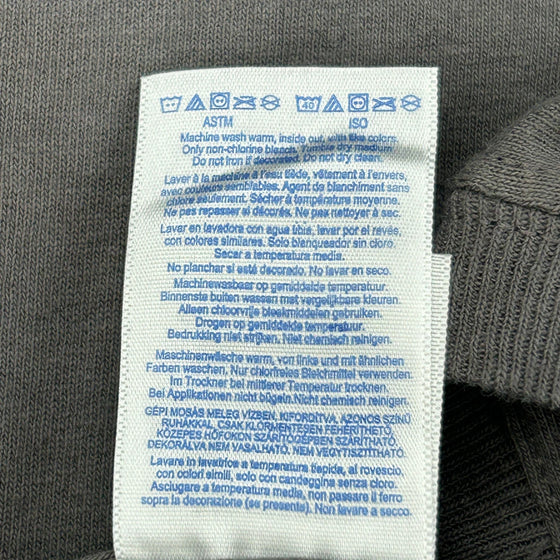 40
ASTM ISO
Machine wash warm, inside out, with like colors.
Only non-chlorine bleach. Tumble dry medium.
Do not iron if decorated. Do not dry clean.
Laver à la machine à l'eau tiède, vêtement à l'envers,
avec couleurs semblables. Agent de blanchiment sans
chlore seulement. Sécher à température moyenne.
Ne pas repasser si décorés. Ne pas nettoyer à sec.
Lavar en lavadora con agua tibia, lavar por el revés,
con colores similares. Solo blanqueador sin cloro.
Secar a temperatura media.
No planchar si está decorado. No lavar en seco.
Machinewasbaar op gemiddelde temperatuur.
Binnenste buiten wassen met vergelijkbare kleuren.
Alleen chloorvrije bleekmiddelen gebruiken.
Drogen op gemiddelde temperatuur.
Bedrukking niet strijken. Niet chemisch reinigen.
Maschinenwäsche warm, von links und mit ähnlichen
Farben waschen. Nur chlorfreies Bleichmittel verwenden.
Im Trockner bei mittlerer Temperatur trocknen.
Bei Applikationen nicht bügeln. Nicht chemisch reinigen.
GÉPI MOSÁS MELEG VÍZBEN, KIFORDÍTVA, AZONOS SZÍNŰ
RUHÁKKAL, CSAK KLÓRMENTESEN FEHÉRÍTHETŐ,
KÖZEPES HŐFOKON SZÁRÍTÓGÉPBEN SZÁRÍTHATÓ.
DEKORÁLVA NEM VASALHATÓ. NEM VEGYTISZTÍTHATÓ.
Lavare in lavatrice a temperatura tiepida, al rovescio,
con colori simili, solo con candeggina senza cloro.
Asciugare a temperatura media, non passare il ferro
sopra la decorazione (se presente). Non lavare a secco.